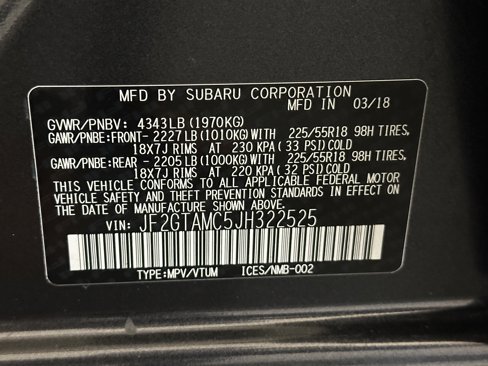 MFD BY SUBARU CORPORATION
MFD IN 03/18
GVWR/PNBV: 4343LB (1970KG)
GAWR/PNBE:FRONT- 2227LB (1010KG) WITH 225/55R18 98H TIRES,
18X7J RIMS AT 230 KPA (33 PSI) COLD
GAWR/PNBE:REAR - 2205LB (1000KG) WITH 225/55R18 98H TIRES,
18X7J RIMS AT 220 KPA (32 PSI) COLD
THIS VEHICLE CONFORMS TO ALL APPLICABLE FEDERAL MOTOR
VEHICLE SAFETY AND THEFT PREVENTION STANDARDS IN EFFECT
ON THE DATE OF MANUFACTURE SHOWN ABOVE.
VIN: JF2GTAMC5JH322525
TYPE:MPV/VTUM ICES/NMB-002